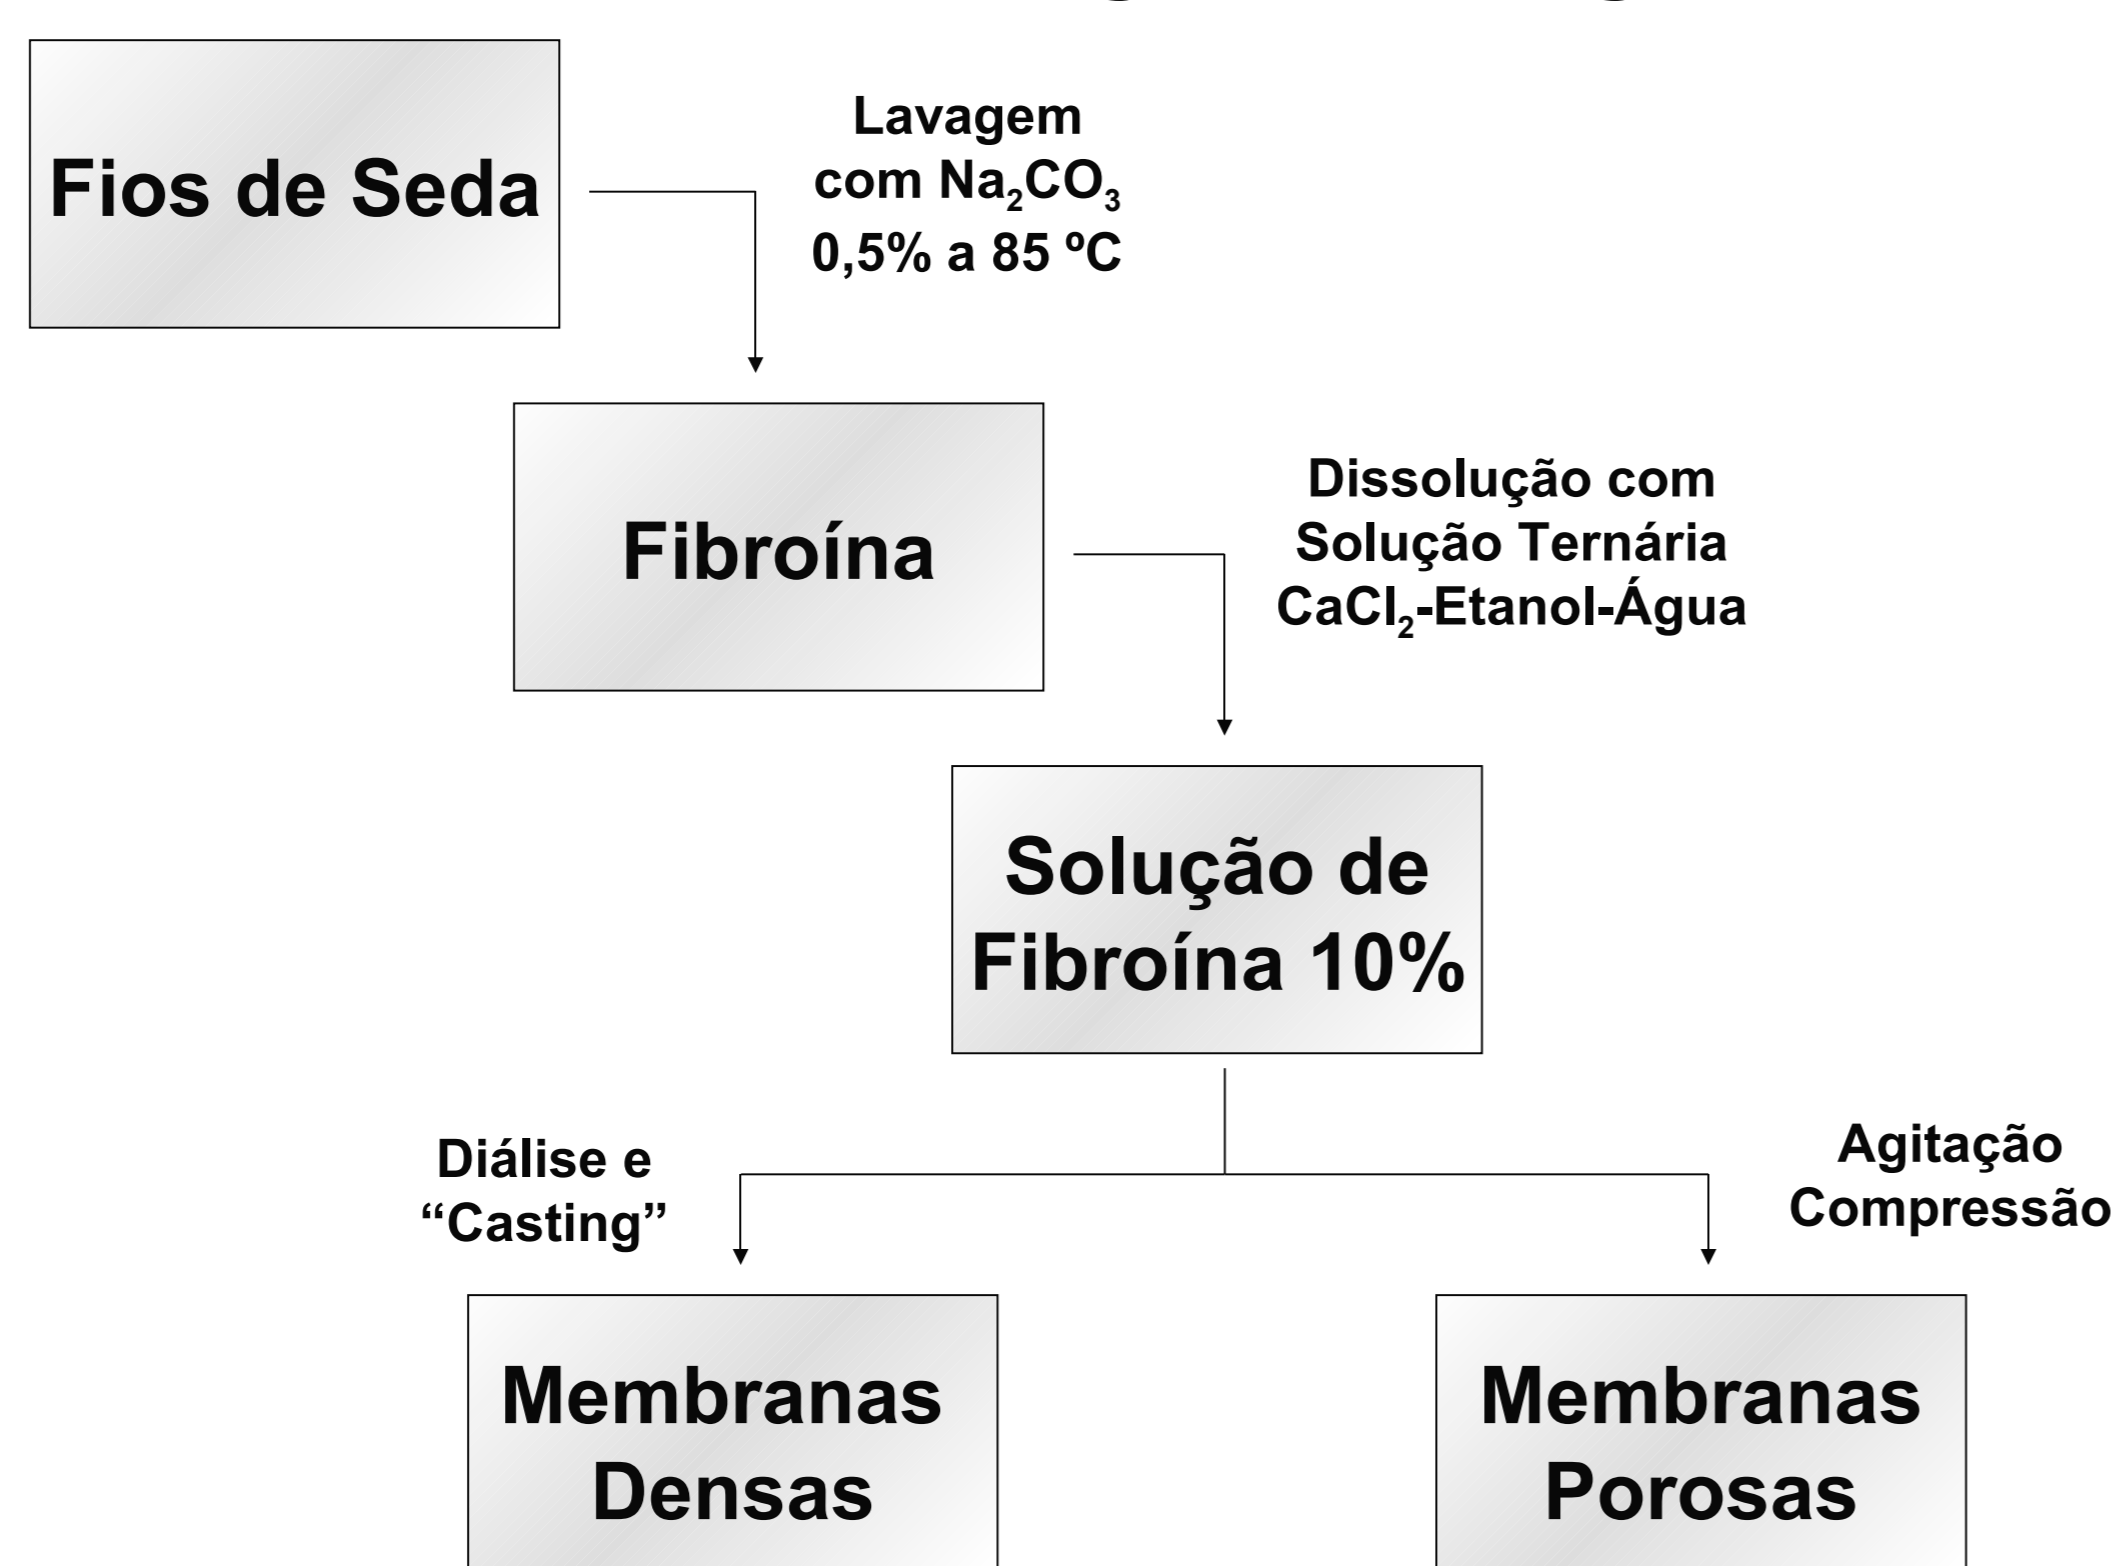 Fios de Seda
Lavagem
com Na₂CO₃
0,5% a 85 ºC
Fibroína
Dissolução com
Solução Ternária
CaCl₂-Etanol-Água
Solução de
Fibroína 10%
Diálise e
“Casting”
Agitação
Compressão
Membranas
Densas
Membranas
Porosas